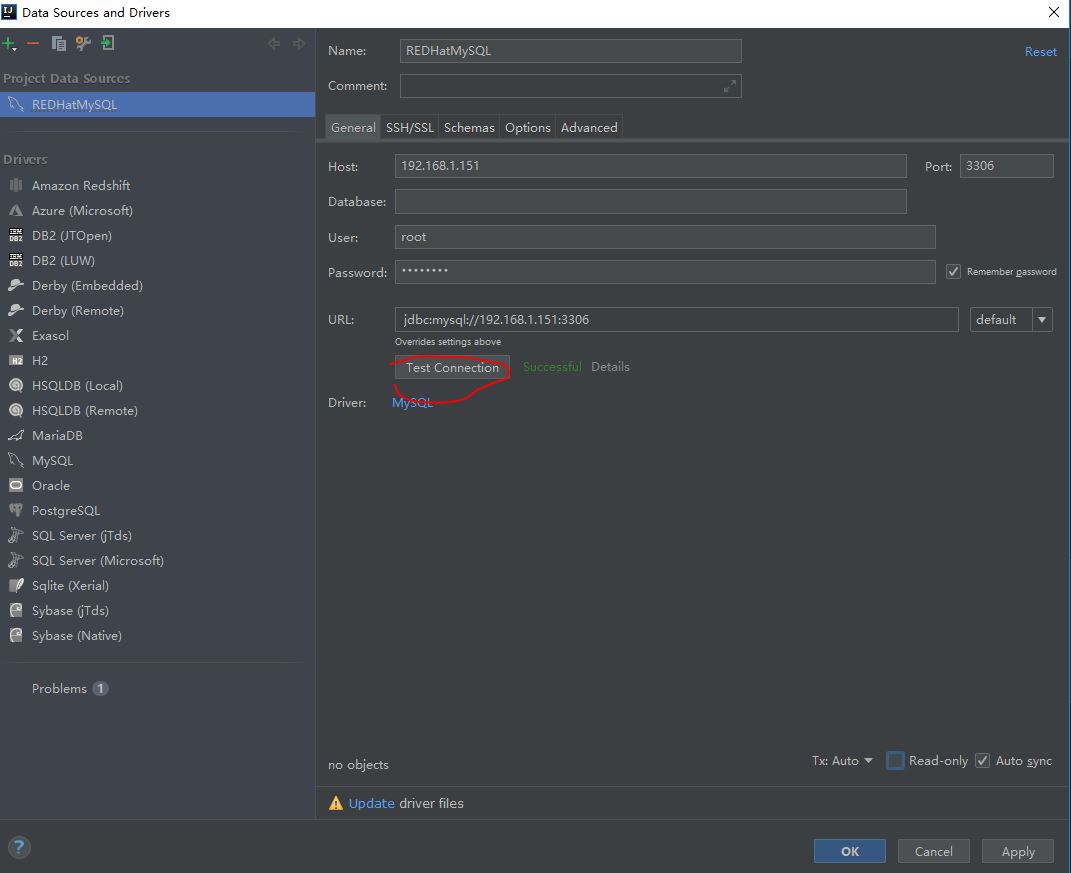 Data Sources and Drivers
Project Data Sources
REDHatMySQL
Drivers
Amazon Redshift
Azure (Microsoft)
DB2 (JTOpen)
DB2 (LUW)
Derby (Embedded)
Derby (Remote)
Exasol
H2
HSQLDB (Local)
HSQLDB (Remote)
MariaDB
MySQL
Oracle
PostgreSQL
SQL Server (jTds)
SQL Server (Microsoft)
Sqlite (Xerial)
Sybase (jTds)
Sybase (Native)
Problems 1
Name: REDHatMySQL Reset
Comment:
General SSH/SSL Schemas Options Advanced
Host: 192.168.1.151 Port: 3306
Database:
User: root
Password: •••••••• Remember password
URL: jdbc:mysql://192.168.1.151:3306 default
Overrides settings above
Test Connection Successful Details
Driver: MySQL
no objects Tx: Auto Read-only Auto sync
Update driver files
? OK Cancel Apply